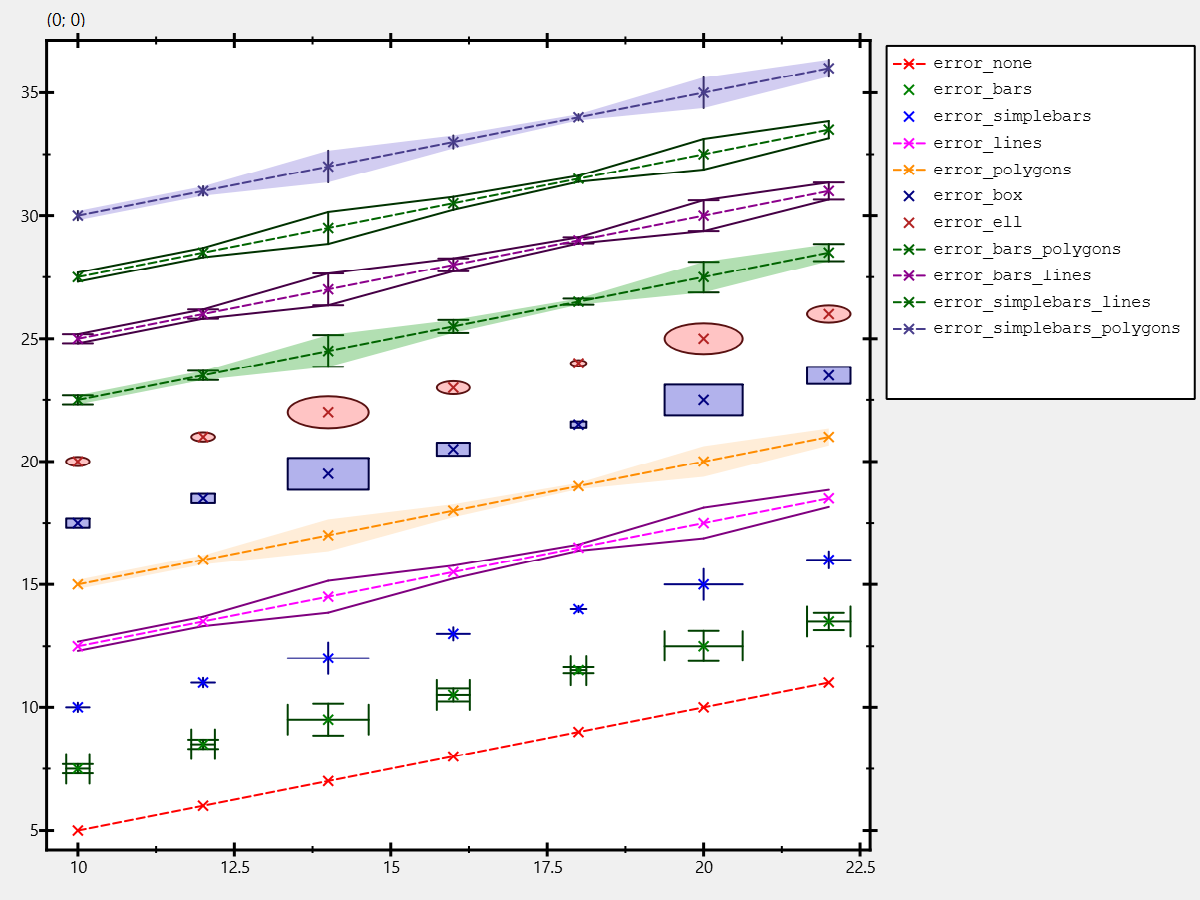 (0; 0)
35
30
25
20
15
10
5
10 12.5 15 17.5 20 22.5
error_none
error_bars
error_simplebars
error_lines
error_polygons
error_box
error_ell
error_bars_polygons
error_bars_lines
error_simplebars_lines
error_simplebars_polygons